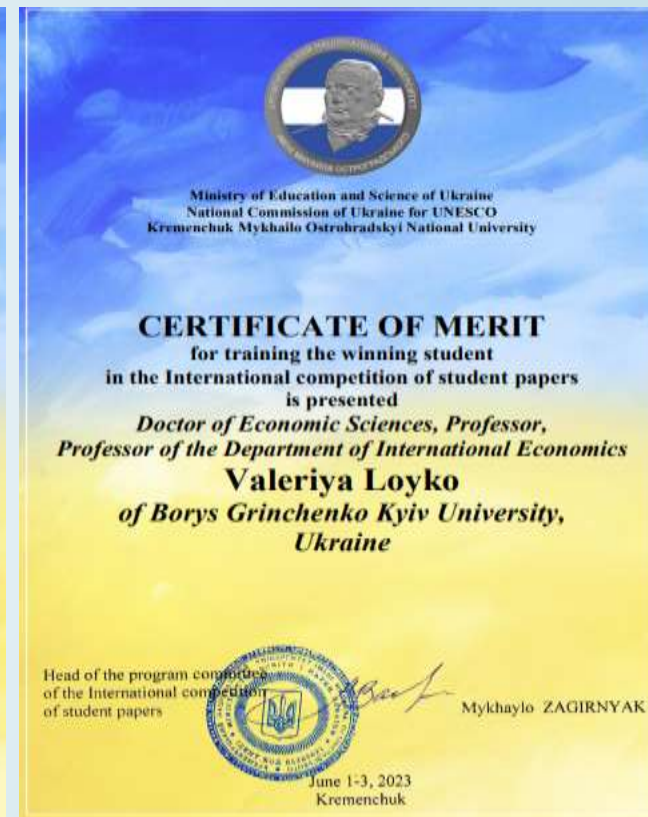 ІМЕНІ МИХАЙЛА ОСТРОГРАДСЬКОГО
Ministry of Education and Science of Ukraine
National Commission of Ukraine for UNESCO
Kremenchuk Mykhailo Ostrohradskyi National University
CERTIFICATE OF MERIT
for training the winning student
in the International competition of student papers
is presented
Doctor of Economic Sciences, Professor,
Professor of the Department of International Economics
Valeriya Loyko
of Borys Grinchenko Kyiv University,
Ukraine
Head of the program committee
of the International competition
of student papers
Mykhaylo ZAGIRNYAK
June 1-3, 2023
Kremenchuk